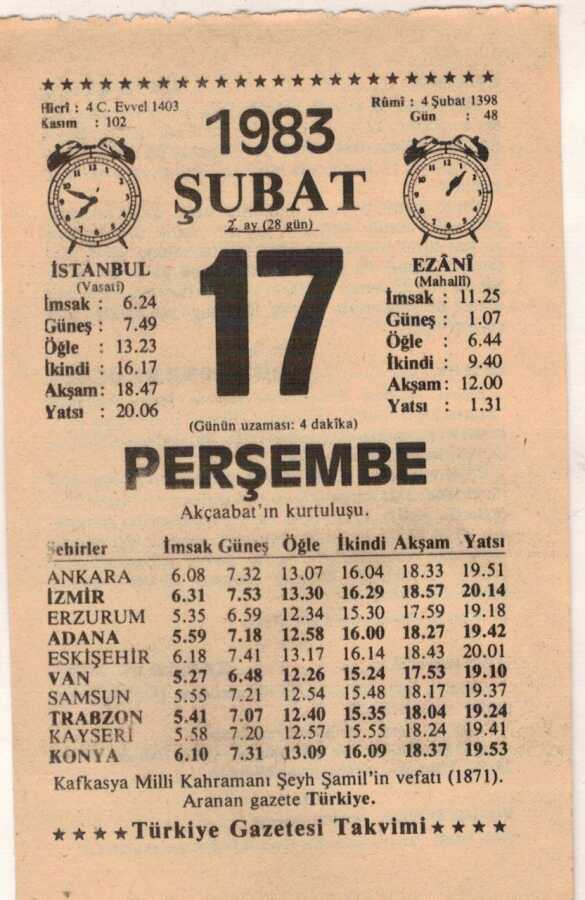 ★★★★★★★★★★★★★★★★★★★★★★★★
Hicrî : 4 C. Evvel 1403
Kasım : 102
Rûmî : 4 Şubat 1398
Gün : 48
1983
ŞUBAT
2. ay (28 gün)
17
İSTANBUL
(Vasatî)
İmsak : 6.24
Güneş : 7.49
Öğle : 13.23
İkindi : 16.17
Akşam: 18.47
Yatsı : 20.06
EZÂNÎ
(Mahallî)
İmsak : 11.25
Güneş : 1.07
Öğle : 6.44
İkindi : 9.40
Akşam: 12.00
Yatsı : 1.31
(Günün uzaması: 4 dakîka)
PERŞEMBE
Akçaabat'ın kurtuluşu.
Şehirler İmsak Güneş Öğle İkindi Akşam Yatsı
ANKARA 6.08 7.32 13.07 16.04 18.33 19.51
İZMİR 6.31 7.53 13.30 16.29 18.57 20.14
ERZURUM 5.35 6.59 12.34 15.30 17.59 19.18
ADANA 5.59 7.18 12.58 16.00 18.27 19.42
ESKİŞEHİR 6.18 7.41 13.17 16.14 18.43 20.01
VAN 5.27 6.48 12.26 15.24 17.53 19.10
SAMSUN 5.55 7.21 12.54 15.48 18.17 19.37
TRABZON 5.41 7.07 12.40 15.35 18.04 19.24
KAYSERİ 5.58 7.20 12.57 15.55 18.24 19.41
KONYA 6.10 7.31 13.09 16.09 18.37 19.53
Kafkasya Milli Kahramanı Şeyh Şamil'in vefatı (1871).
Aranan gazete Türkiye.
★★★★Türkiye Gazetesi Takvimi★★★★